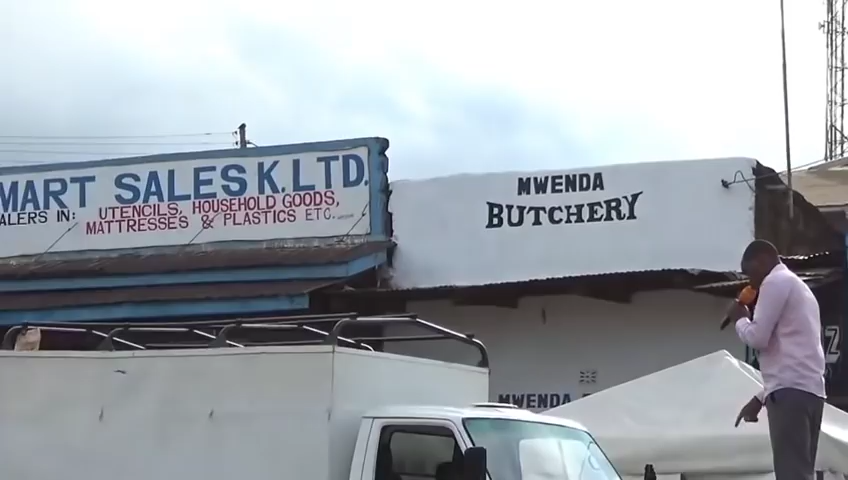 MART SALES K.LTD.
ALERS IN:
UTENCILS, HOUSEHOLD GOODS,
MATTRESSES & PLASTICS ETC.
MWENDA
BUTCHERY
MWENDA